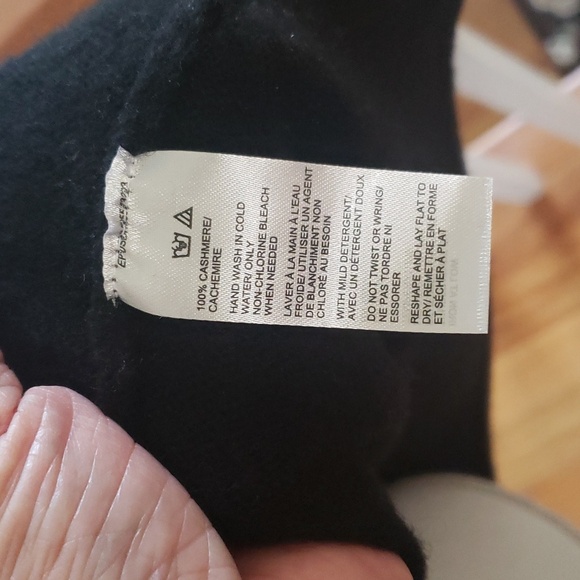 100% CASHMERE/
CACHEMIRE
HAND WASH IN COLD
WATER/ ONLY
NON-CHLORINE BLEACH
WHEN NEEDED
LAVER À LA MAIN À L'EAU
FROIDE/ UTILISER UN AGENT
DE BLANCHIMENT NON
CHLORÉ AU BESOIN
WITH MILD DETERGENT/
AVEC UN DÉTERGENT DOUX
DO NOT TWIST OR WRING/
NE PAS TORDRE NI
ESSORER
RESHAPE AND LAY FLAT TO
DRY/ REMETTRE EN FORME
ET SÉCHER À PLAT